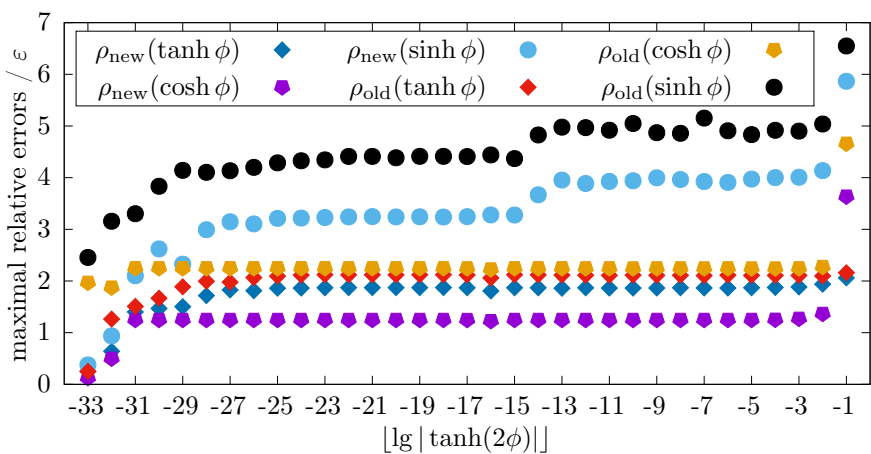 maximal relative errors / ε
7
6
5
4
3
2
1
0
ρnew(tanh ϕ) ρnew(sinh ϕ) ρold(cosh ϕ)
ρnew(cosh ϕ) ρold(tanh ϕ) ρold(sinh ϕ)
-33 -31 -29 -27 -25 -23 -21 -19 -17 -15 -13 -11 -9 -7 -5 -3 -1
⌊lg | tanh(2ϕ)|⌋